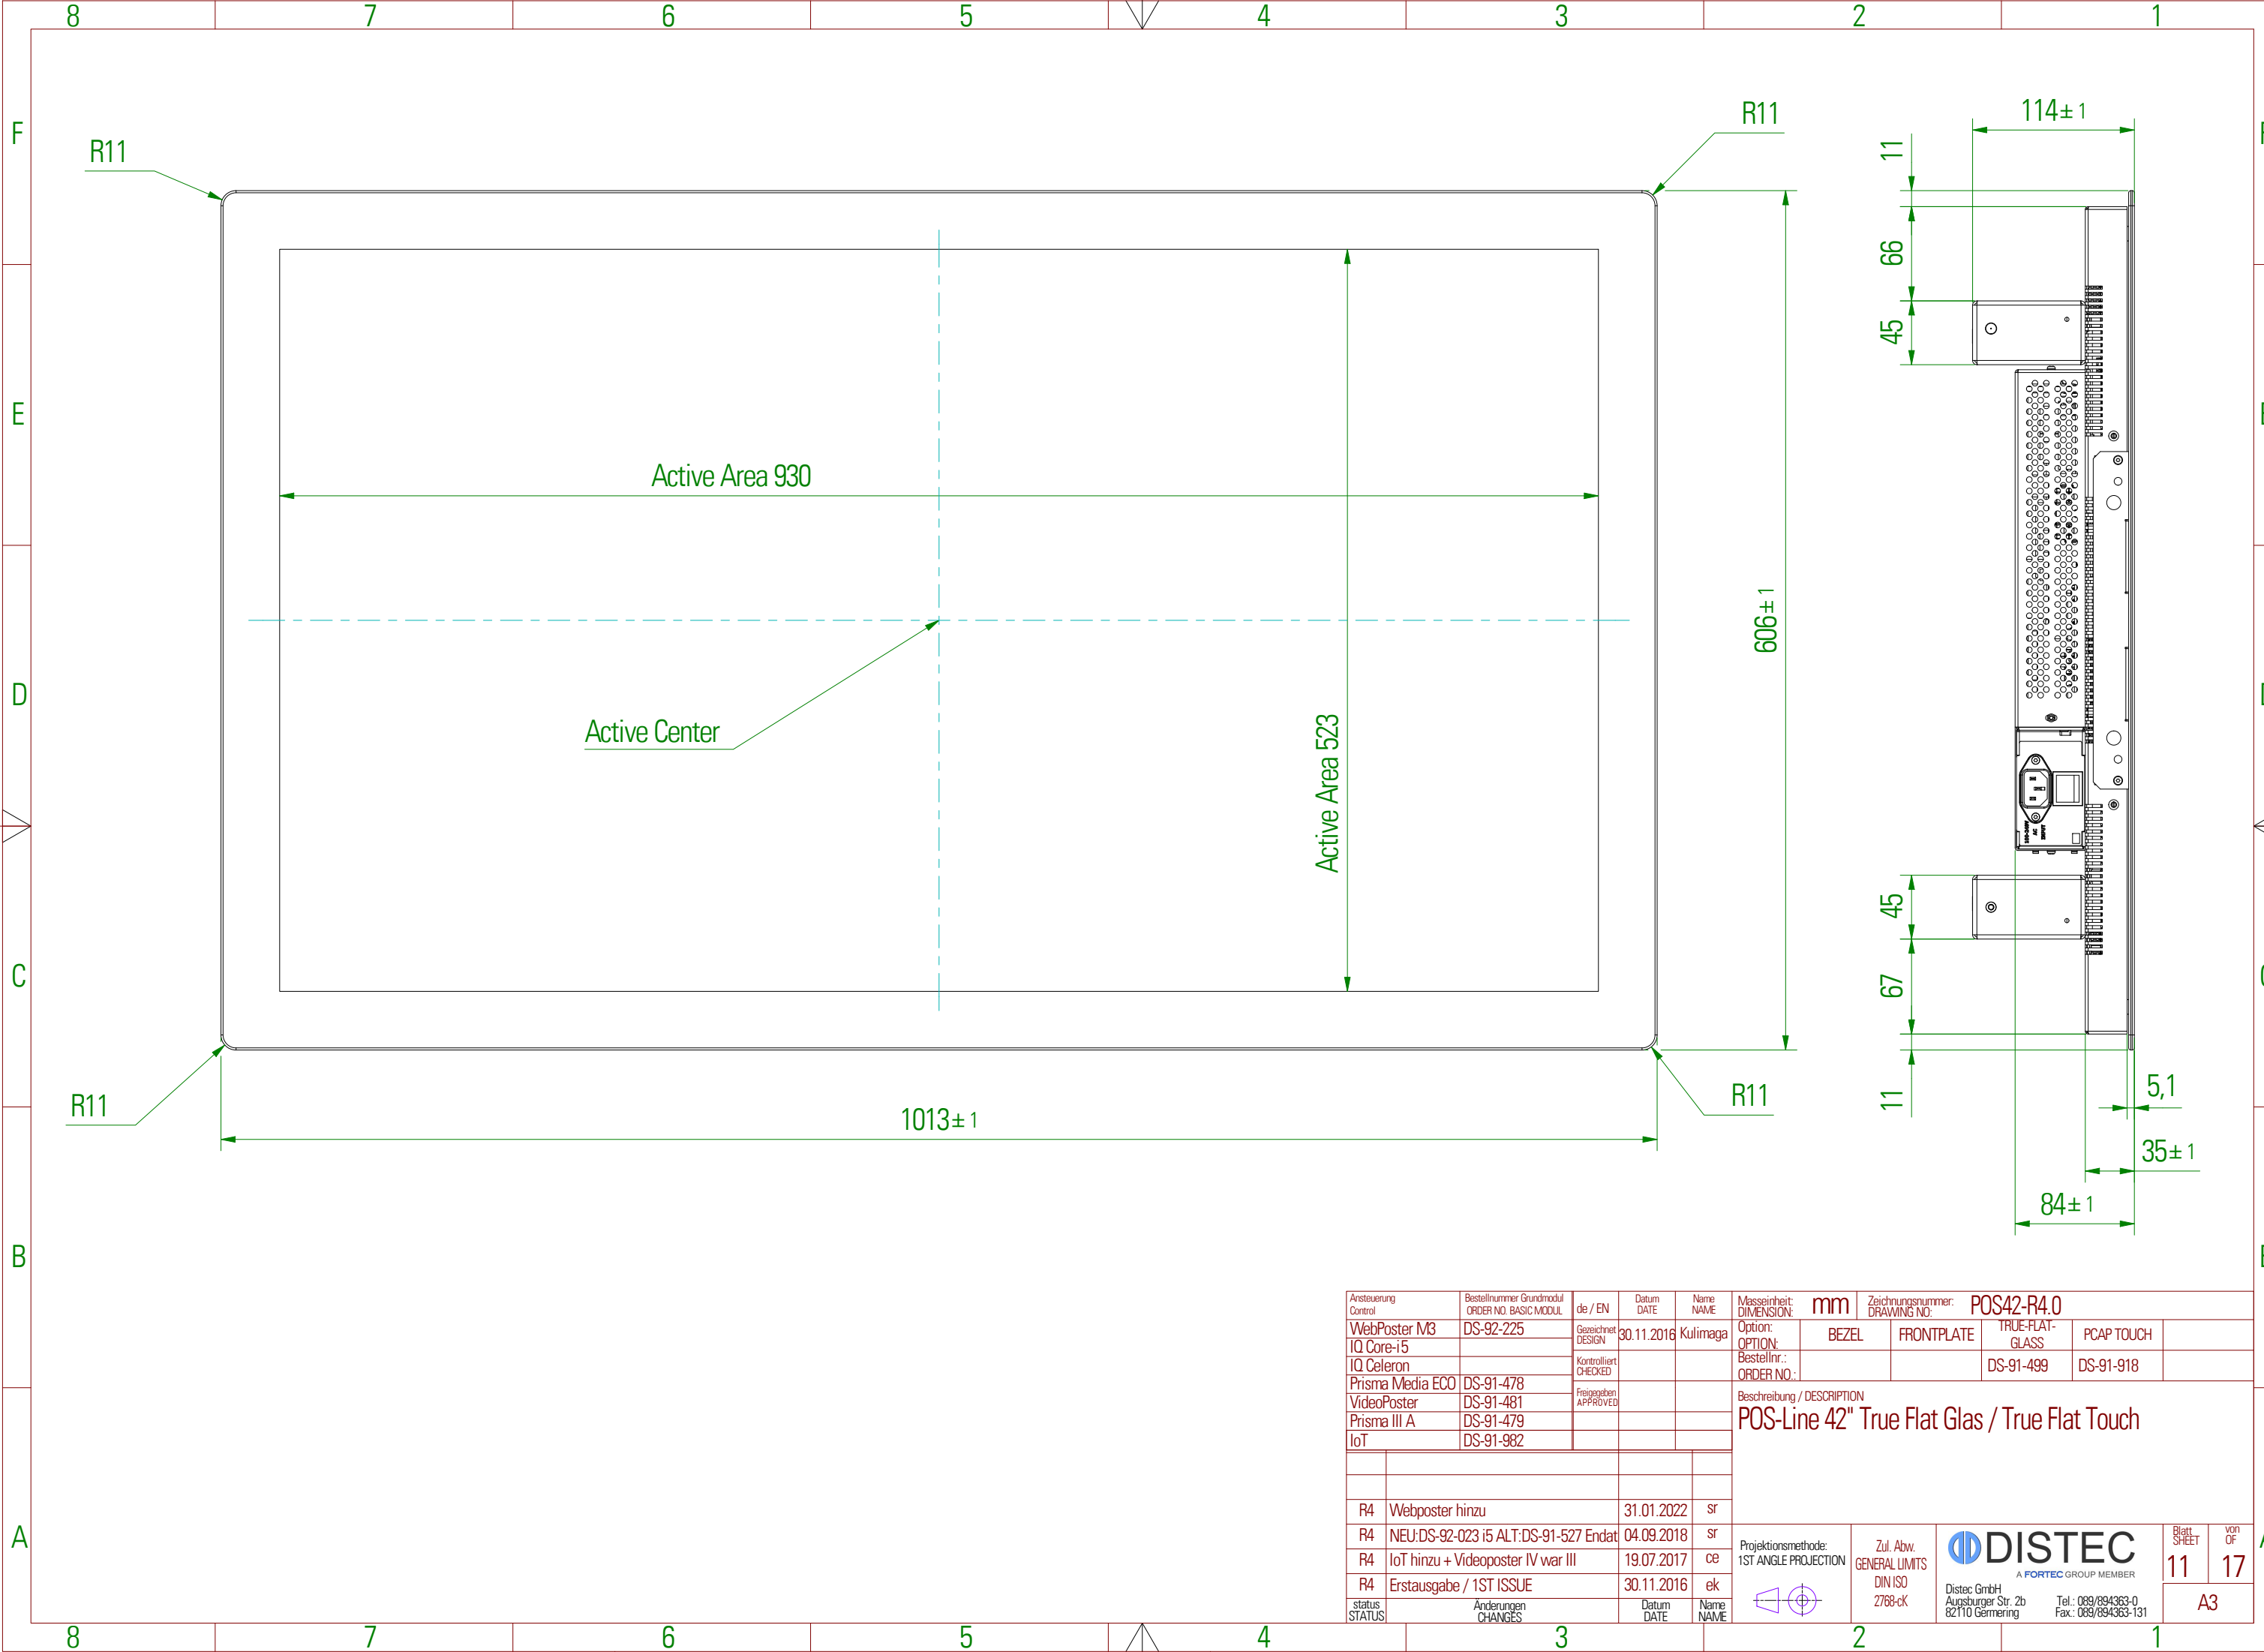 8 7 6 5 4 3 2 1
F
E
D
C
B
A
R11
R11
R11
R11
Active Area 930
Active Area 523
Active Center
606± 1
1013± 1
114± 1
11
66
45
45
67
11
5,1
35± 1
84± 1
AC
INPUT
Ansteuerung
Control
Bestellnummer Grundmodul
ORDER NO. BASIC MODUL
WebPoster M3 DS-92-225
IQ Core-i5
IQ Celeron
Prisma Media ECO DS-91-478
VideoPoster DS-91-481
Prisma III A DS-91-479
IoT DS-91-982
de / EN
Datum
DATE
Name
NAME
Gezeichnet
DESIGN
30.11.2016 Kulimaga
Kontrolliert
CHECKED
Freigegeben
APPROVED
Masseinheit:
DIMENSION:
mm
Zeichnungsnummer:
DRAWING NO:
POS42-R4.0
Option:
OPTION:
BEZEL FRONTPLATE
TRUE-FLAT-
GLASS
PCAP TOUCH
Bestellnr.:
ORDER NO.:
DS-91-499 DS-91-918
Beschreibung / DESCRIPTION
POS-Line 42" True Flat Glas / True Flat Touch
R4 Webposter hinzu 31.01.2022 sr
R4 NEU:DS-92-023 i5 ALT:DS-91-527 Endat 04.09.2018 sr
R4 IoT hinzu + Videoposter IV war III 19.07.2017 ce
R4 Erstausgabe / 1ST ISSUE 30.11.2016 ek
status
STATUS
Änderungen
CHANGES
Datum
DATE
Name
NAME
Projektionsmethode:
1ST ANGLE PROJECTION
Zul. Abw.
GENERAL LIMITS
DIN ISO
2768-cK
DISTEC
A FORTEC GROUP MEMBER
Distec GmbH
Augsburger Str. 2b
82110 Germering
Tel.: 089/894363-0
Fax.: 089/894363-131
Blatt
SHEET
11
von
OF
17
A3
8 7 6 5 4 3 2 1